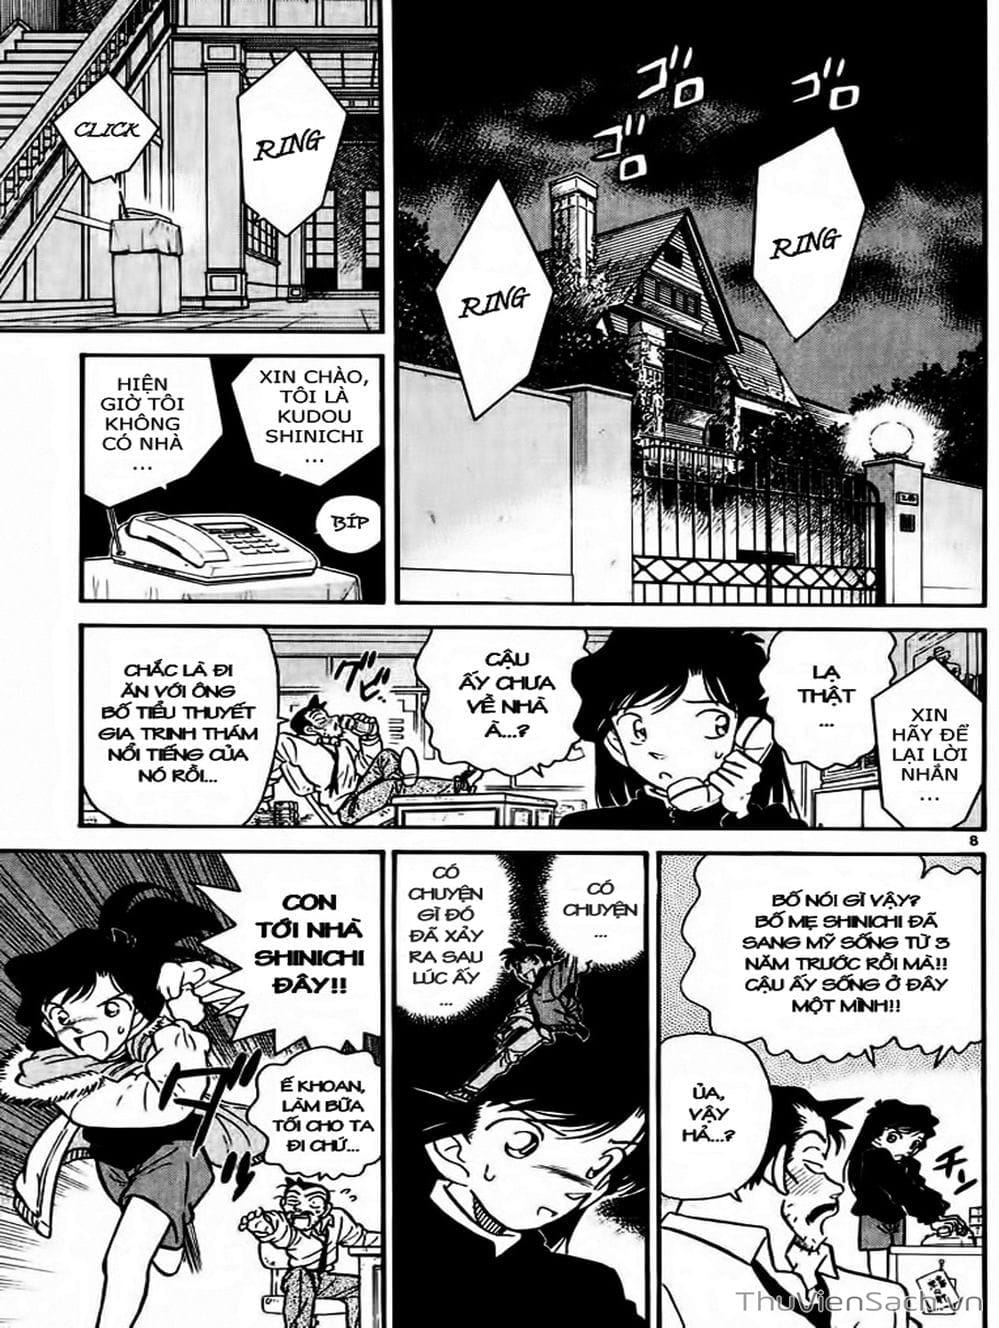 ゴロ
ゴロ
ゴロ
RING
RING
RING
CLICK
XIN CHÀO,
TÔI LÀ
KUDOU
SHINICHI
...
HIỆN
GIỜ TÔI
KHÔNG
CÓ NHÀ
...
BÍP
XIN
HÃY ĐỂ
LẠI LỜI
NHẮN
...
LẠ
THẬT
...
CẬU
ẤY CHƯA
VỀ NHÀ
À...?
CHẮC LÀ ĐI
ĂN VỚI ÔNG
BỐ TIỂU THUYẾT
GIA TRINH THÁM
NỔI TIẾNG CỦA
NÓ RỒI...
8
BỐ NÓI GÌ VẬY?
BỐ MẸ SHINICHI ĐÃ
SANG MỸ SỐNG TỪ 3
NĂM TRƯỚC RỒI MÀ!!
CẬU ẤY SỐNG Ở ĐÂY
MỘT MÌNH!!
ỦA,
VẬY
HẢ...?
CÓ
CHUYỆN
...
CÓ
CHUYỆN
GÌ ĐÓ
ĐÃ XẢY
RA SAU
LÚC ẤY
...
CON
TỚI NHÀ
SHINICHI
ĐÂY!!
Ế KHOAN,
LÀM BỮA
TỐI CHO TA
ĐI CHỨ...
ThuVienSach.vn